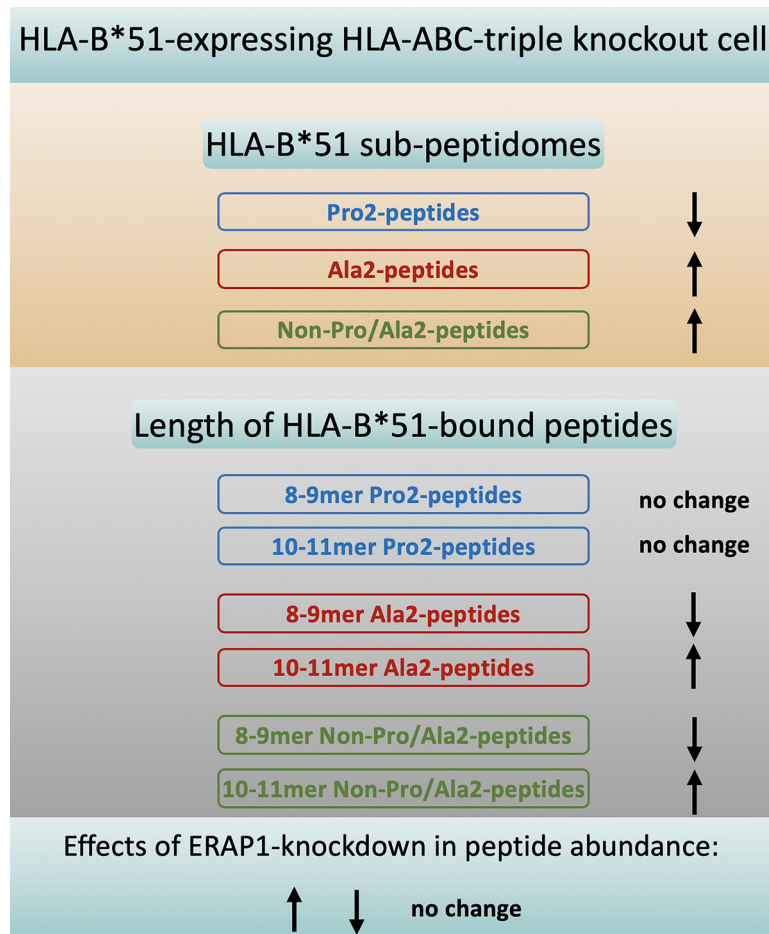 HLA-B*51-expressing HLA-ABC-triple knockout cell
HLA-B*51 sub-peptidomes
Pro2-peptides
Ala2-peptides
Non-Pro/Ala2-peptides
Length of HLA-B*51-bound peptides
8-9mer Pro2-peptides no change
10-11mer Pro2-peptides no change
8-9mer Ala2-peptides
10-11mer Ala2-peptides
8-9mer Non-Pro/Ala2-peptides
10-11mer Non-Pro/Ala2-peptides
Effects of ERAP1-knockdown in peptide abundance:
no change